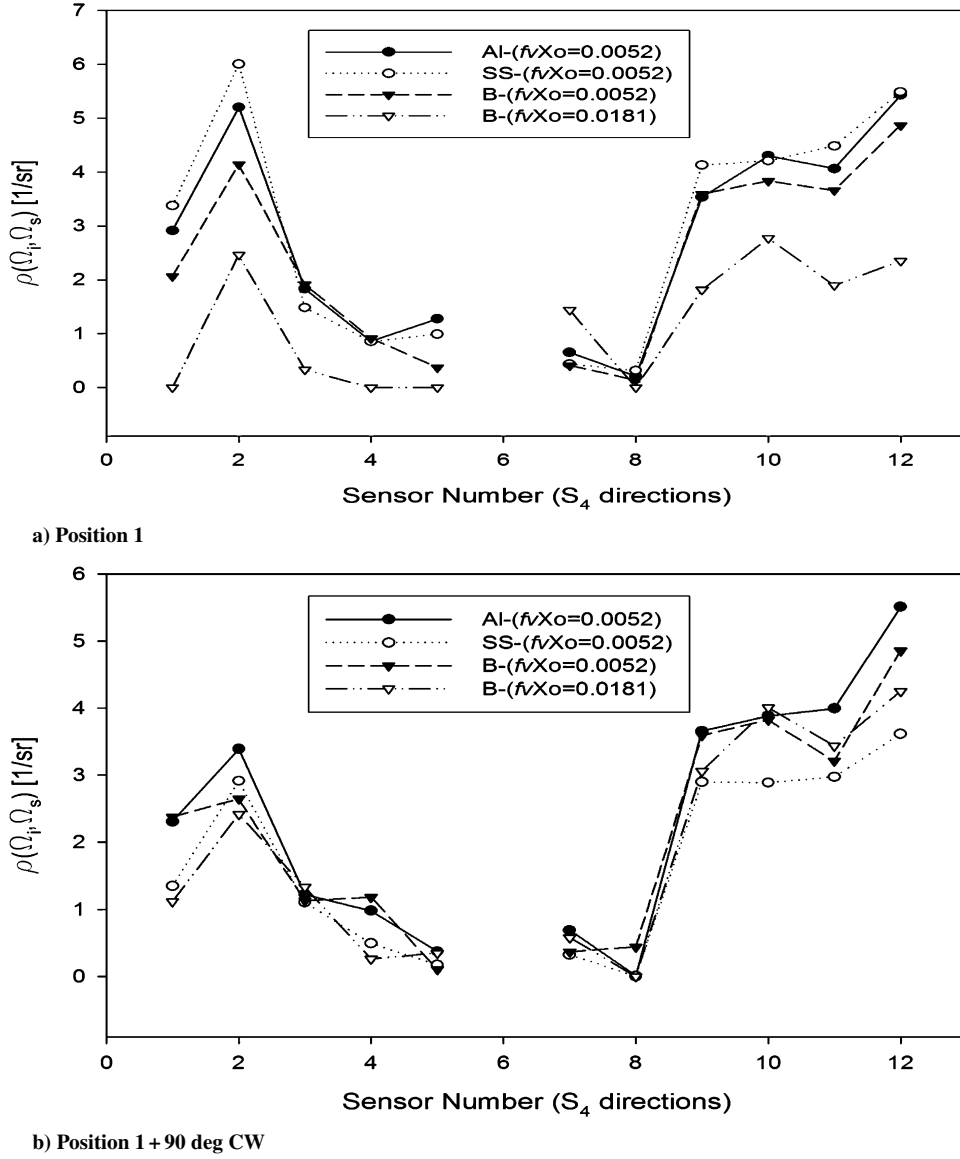 7
6
5
4
3
2
1
0
ρ(Ωi,Ωs) [1/sr]
Al-(fvXo=0.0052)
SS-(fvXo=0.0052)
B-(fvXo=0.0052)
B-(fvXo=0.0181)
0 2 4 6 8 10 12
Sensor Number (S4 directions)
a) Position 1
6
5
4
3
2
1
0
ρ(Ωi,Ωs) [1/sr]
Al-(fvXo=0.0052)
SS-(fvXo=0.0052)
B-(fvXo=0.0052)
B-(fvXo=0.0181)
0 2 4 6 8 10 12
Sensor Number (S4 directions)
b) Position 1 + 90 deg CW